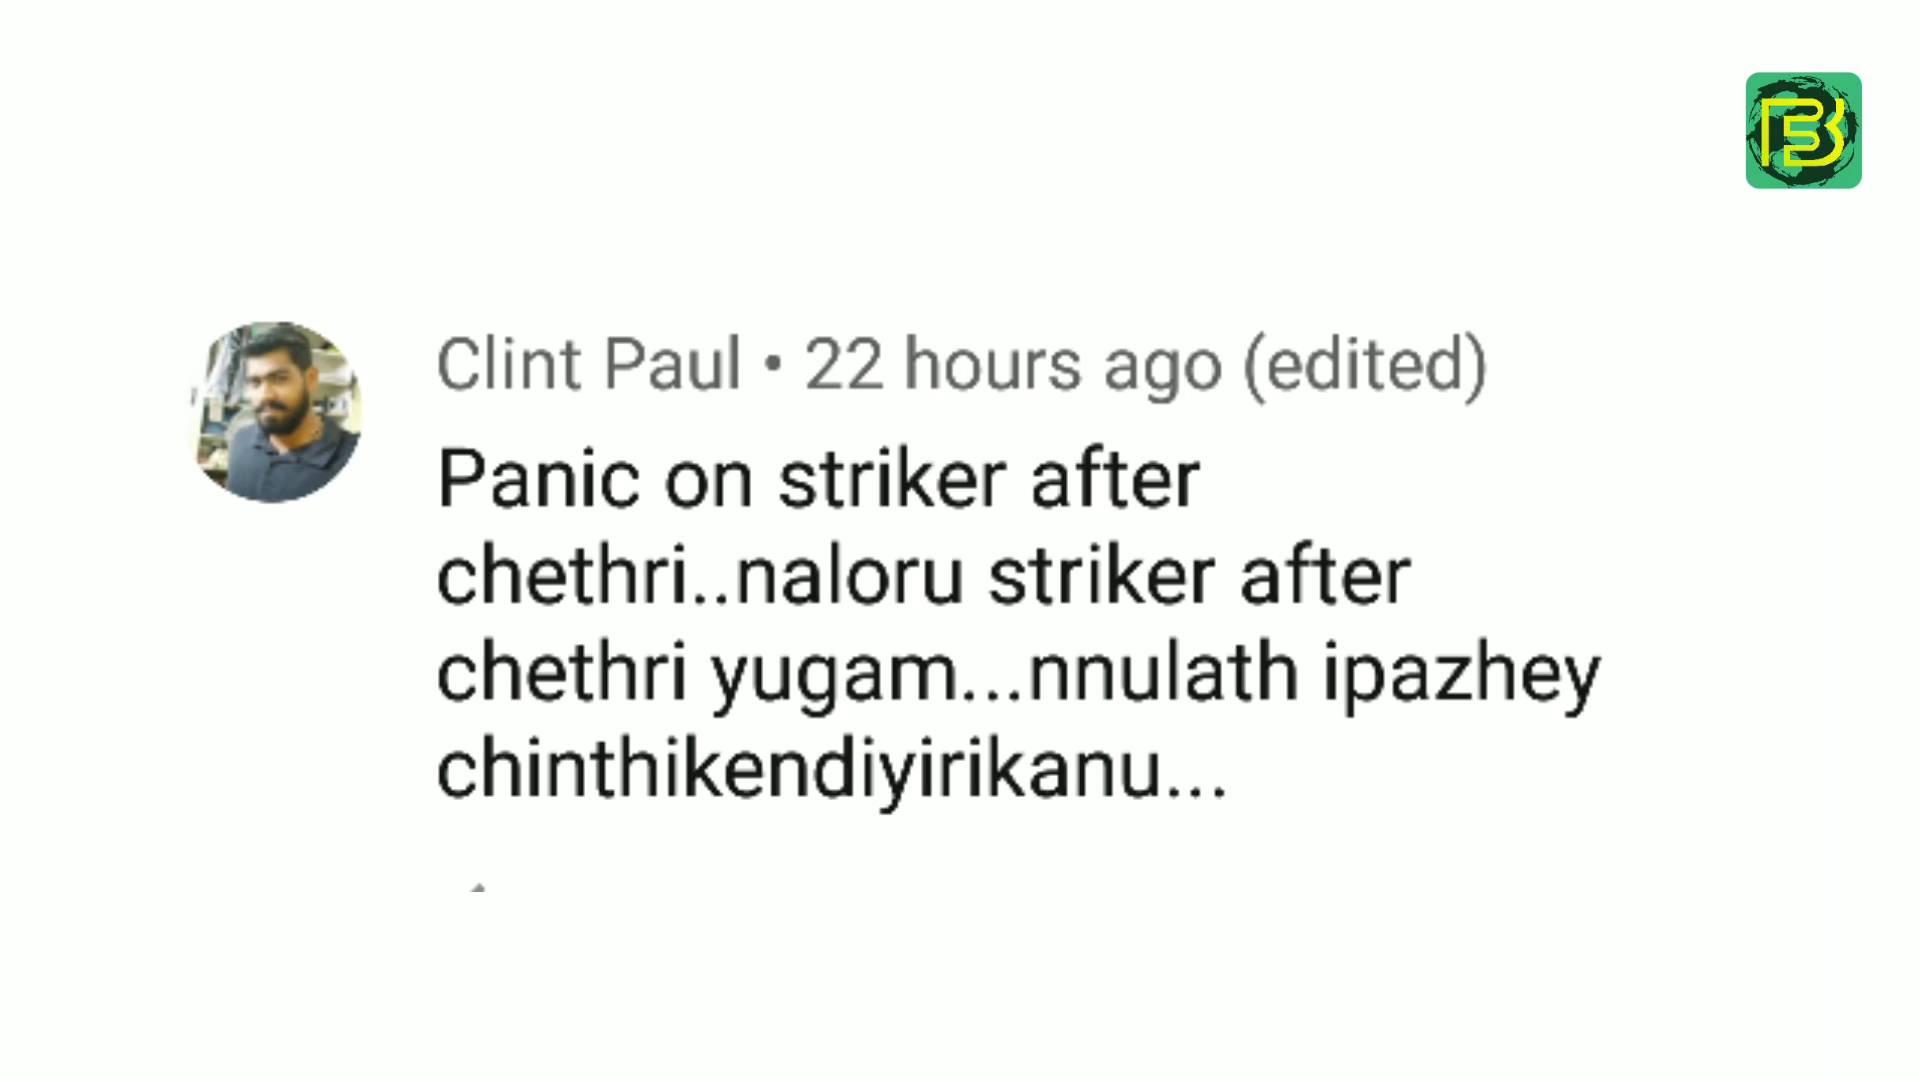 Clint Paul • 22 hours ago (edited)
Panic on striker after
chethri..naloru striker after
chethri yugam...nnulath ipazhey
chinthikendiyirikanu...